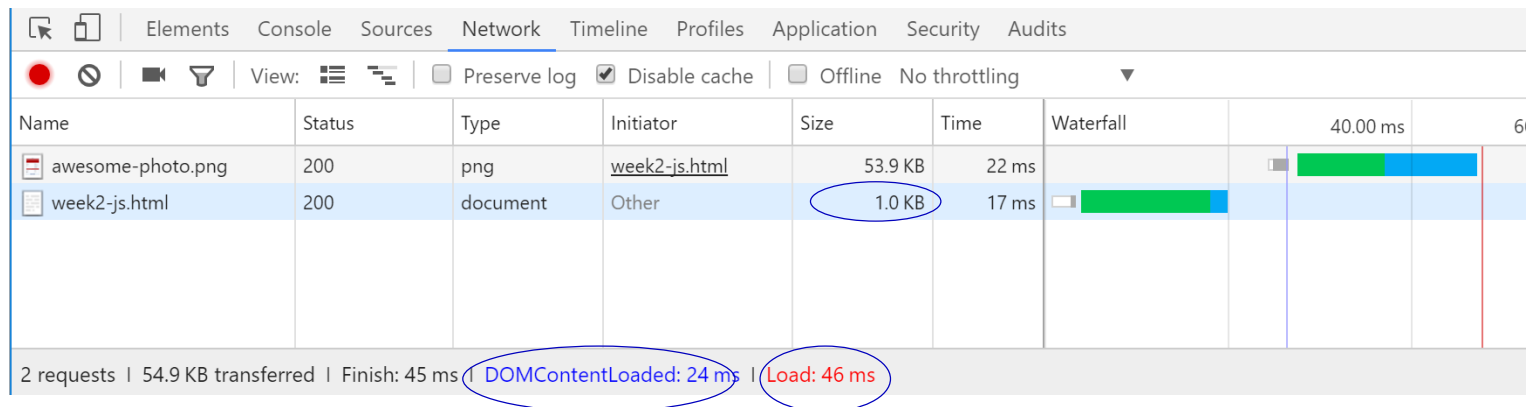 Elements Console Sources Network Timeline Profiles Application Security Audits
View: Preserve log Disable cache Offline No throttling
Name Status Type Initiator Size Time Waterfall 40.00 ms 60
awesome-photo.png 200 png week2-js.html 53.9 KB 22 ms
week2-js.html 200 document Other 1.0 KB 17 ms
2 requests | 54.9 KB transferred | Finish: 45 ms | DOMContentLoaded: 24 ms | Load: 46 ms